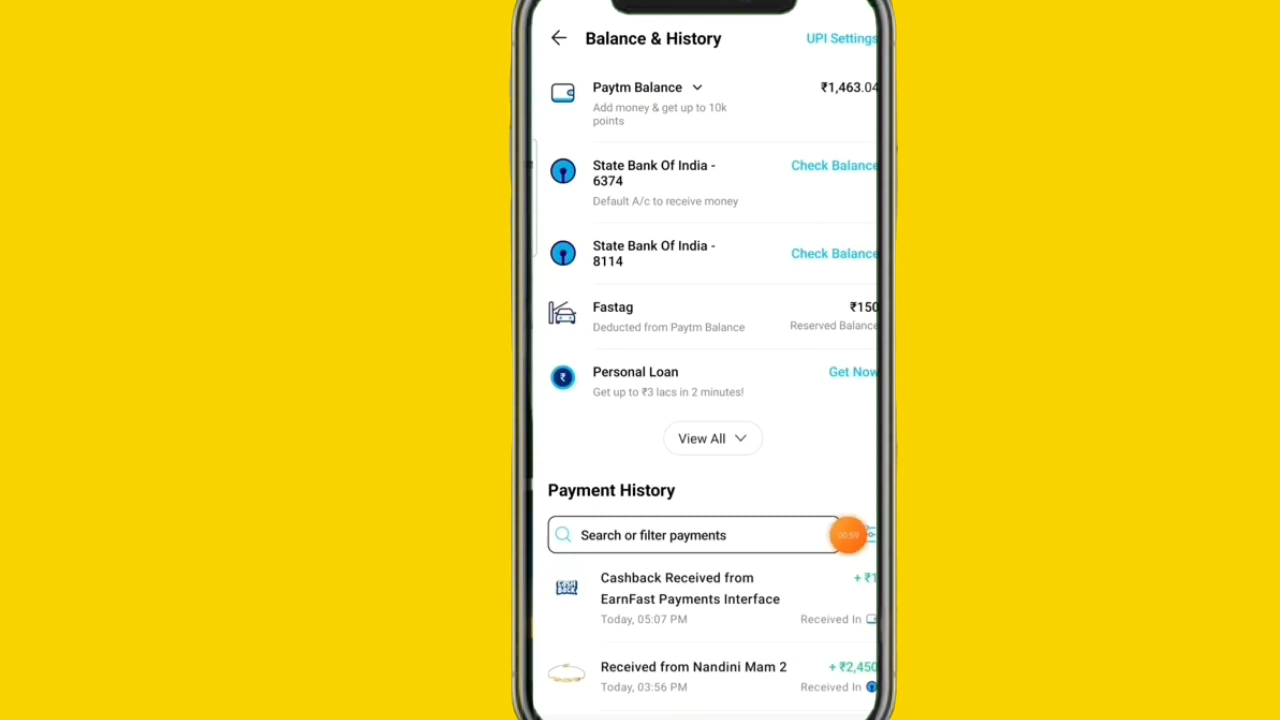 Balance & History
UPI Settings
Paytm Balance
₹1,463.04
Add money & get up to 10k
points
State Bank Of India -
6374
Check Balance
Default A/c to receive money
State Bank Of India -
8114
Check Balance
Fastag
₹150
Deducted from Paytm Balance
Reserved Balance
Personal Loan
Get Now
Get up to ₹3 lacs in 2 minutes!
View All
Payment History
Search or filter payments
00:59
Cashback Received from
+ ₹1
EarnFast Payments Interface
Today, 05:07 PM
Received In
Received from Nandini Mam 2
+ ₹2,450
Today, 03:56 PM
Received In